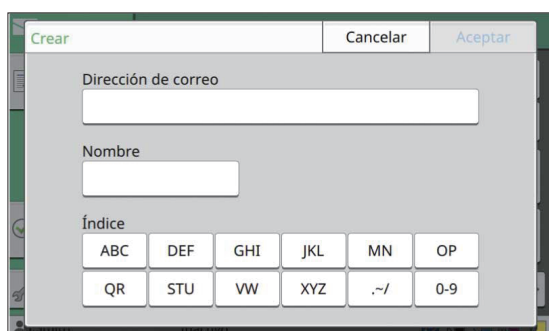 Crear Cancelar Aceptar
Dirección de correo
Nombre
Índice
ABC DEF GHI JKL MN OP
QR STU VW XYZ .~/ 0-9